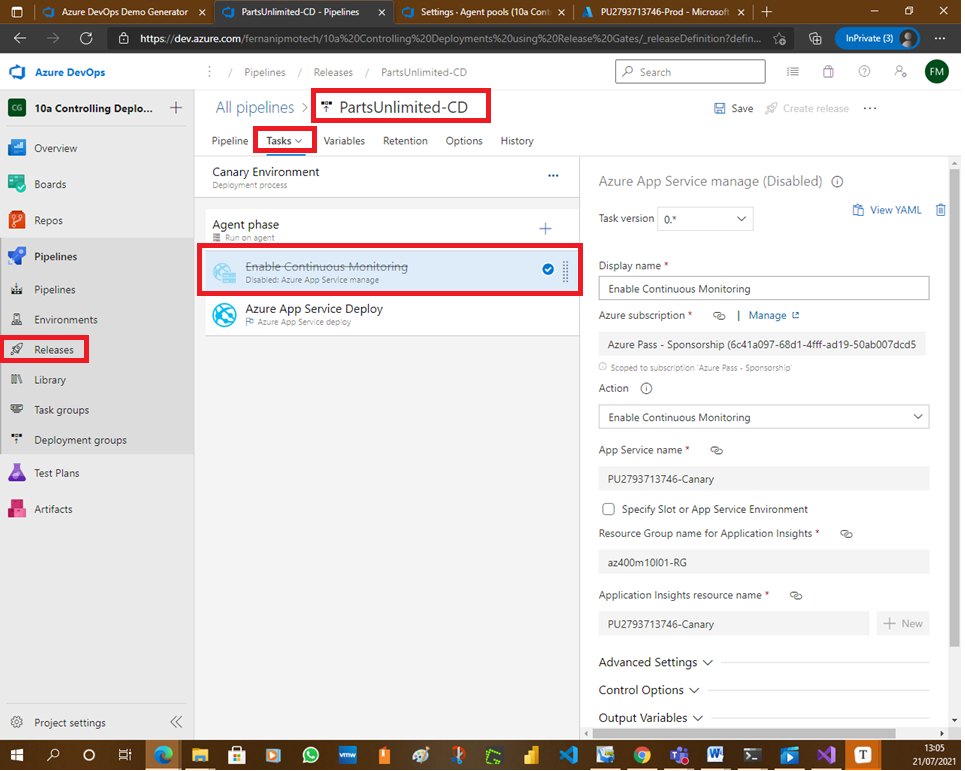 Azure DevOps Demo Generator
PartsUnlimited-CD - Pipelines
Settings - Agent pools (10a Cont
PU2793713746-Prod - Microsoft
https://dev.azure.com/fernanipmotech/10a%20Controlling%20Deployments%20using%20Release%20Gates/_releaseDefinition?defin...
InPrivate (3)
Azure DevOps
/ Pipelines / Releases / PartsUnlimited-CD
Search
FM
CG
10a Controlling Deplo...
Overview
Boards
Repos
Pipelines
Pipelines
Environments
Releases
Library
Task groups
Deployment groups
Test Plans
Artifacts
Project settings
All pipelines > PartsUnlimited-CD
Save
Create release
Pipeline
Tasks
Variables
Retention
Options
History
Canary Environment
Deployment process
Agent phase
Run on agent
Enable Continuous Monitoring
Disabled: Azure App Service manage
Azure App Service Deploy
Azure App Service deploy
Azure App Service manage (Disabled)
View YAML
Task version
0.*
Display name *
Enable Continuous Monitoring
Azure subscription *
| Manage
Azure Pass - Sponsorship (6c41a097-68d1-4fff-ad19-50ab007dcd5
Scoped to subscription 'Azure Pass - Sponsorship'
Action
Enable Continuous Monitoring
App Service name *
PU2793713746-Canary
Specify Slot or App Service Environment
Resource Group name for Application Insights *
az400m10l01-RG
Application Insights resource name *
PU2793713746-Canary
New
Advanced Settings
Control Options
Output Variables
vmw
13:05
21/07/2021